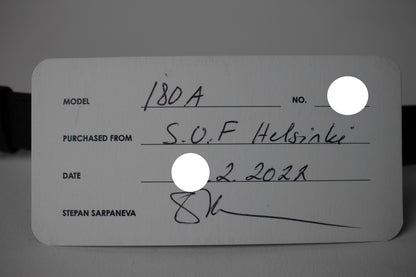 MODEL 180A NO.
PURCHASED FROM S.U.F Helsinki
DATE .2.2022
STEPAN SARPANEVA